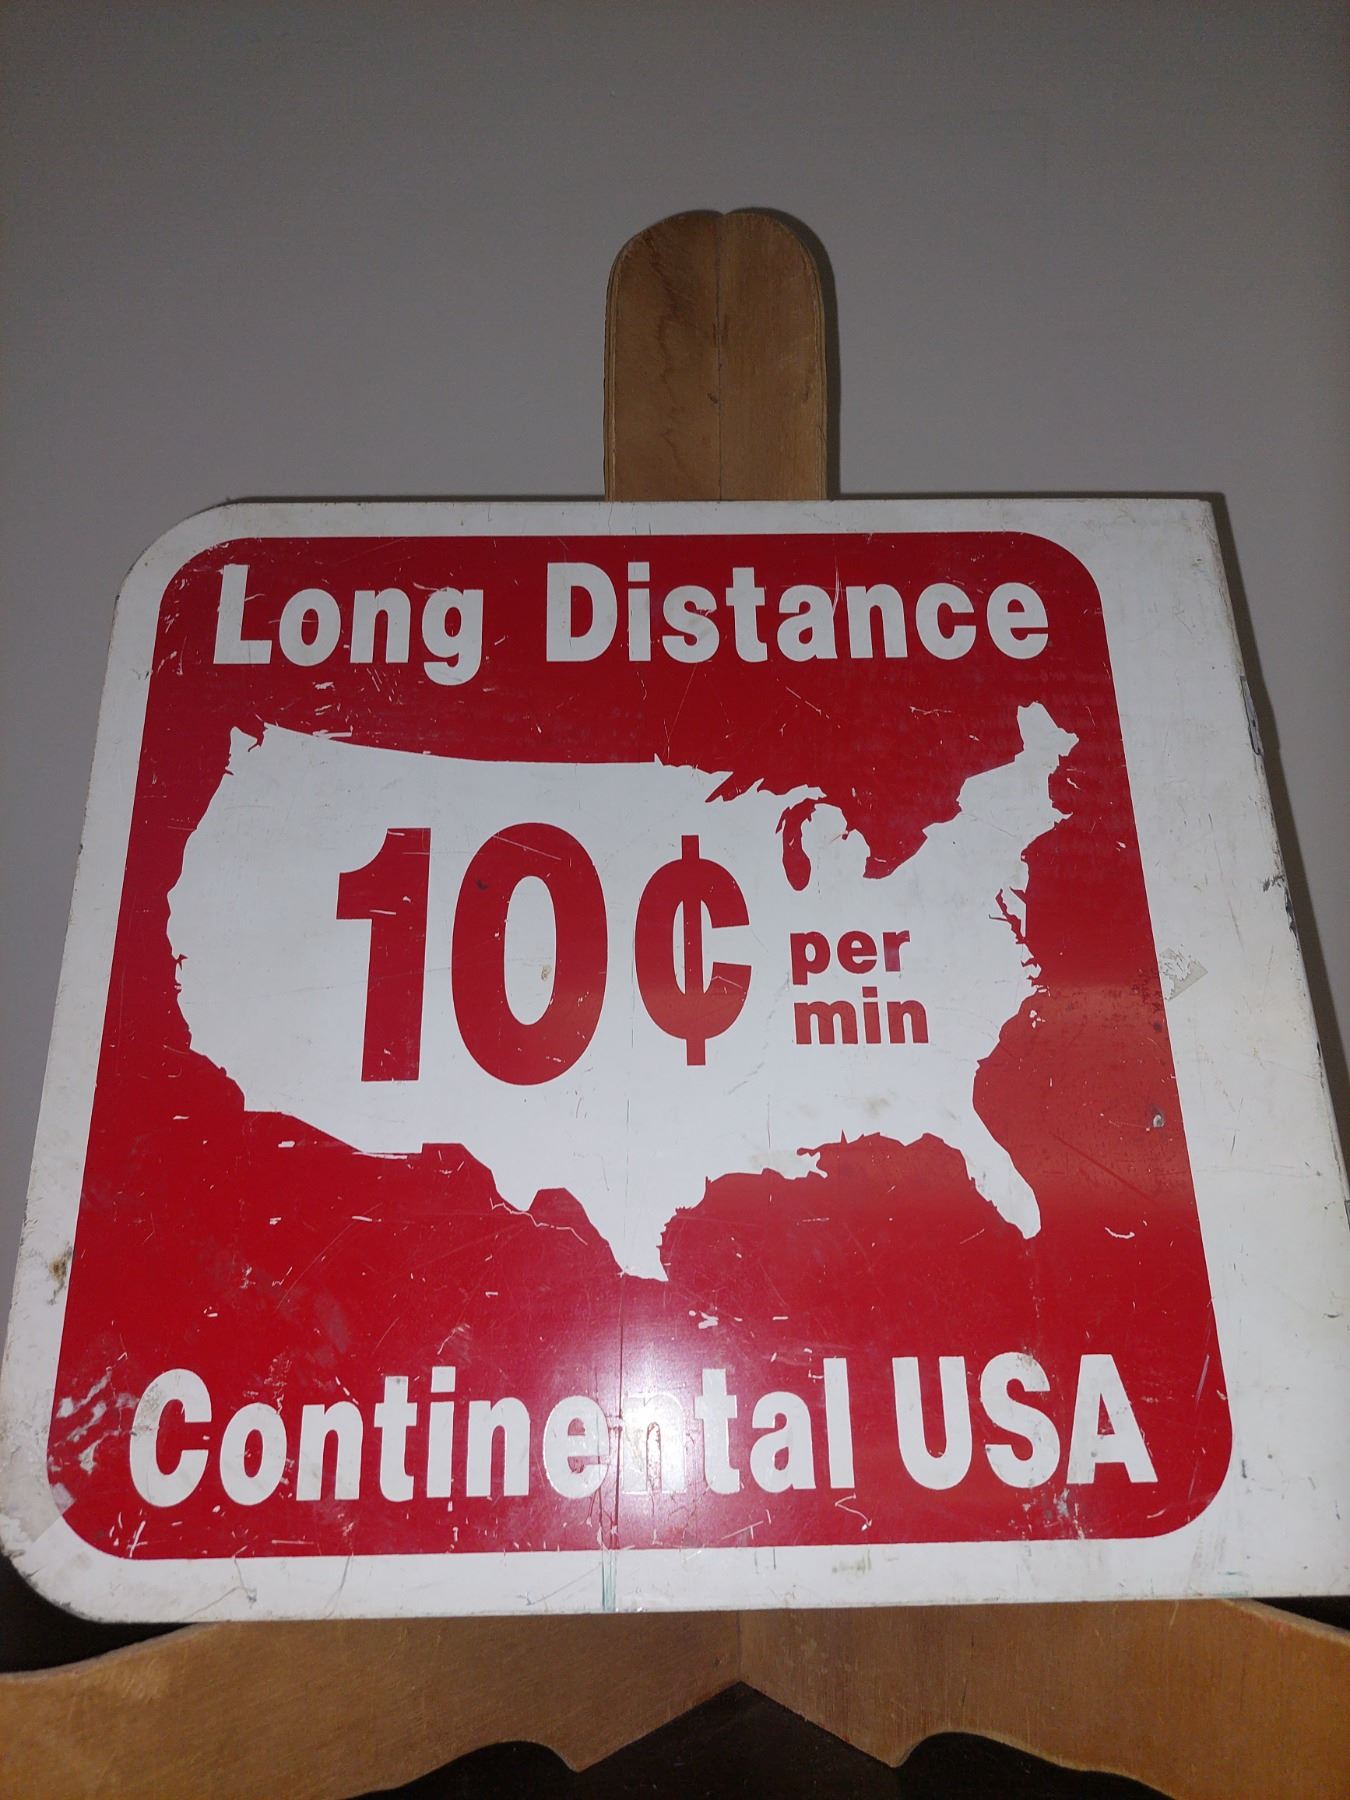 Long Distance
10¢
per
min
Continental USA